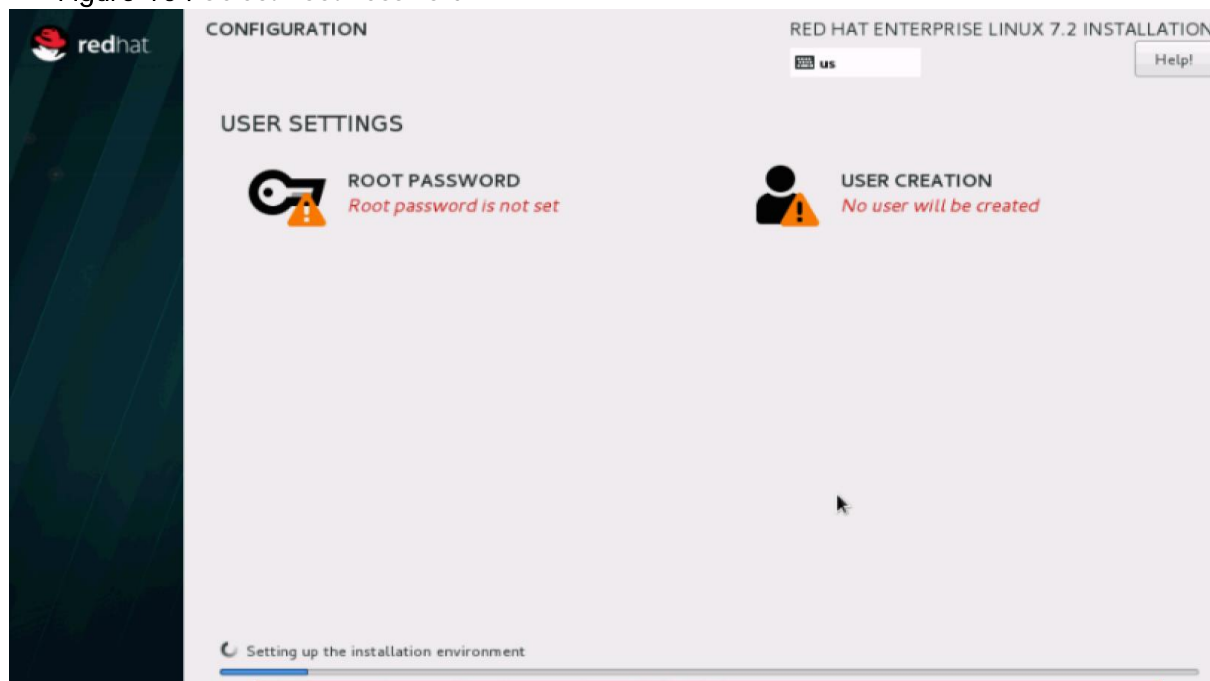 redhat
CONFIGURATION
RED HAT ENTERPRISE LINUX 7.2 INSTALLATION
us
Help!
USER SETTINGS
ROOT PASSWORD
Root password is not set
USER CREATION
No user will be created
Setting up the installation environment